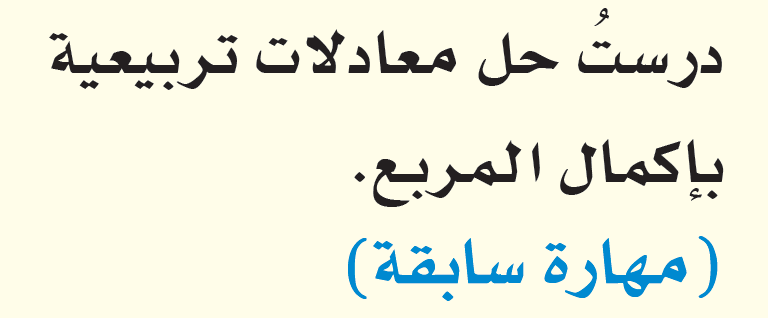 درستُ حل معادلات تربيعية
بإكمال المربع.
(مهارة سابقة)